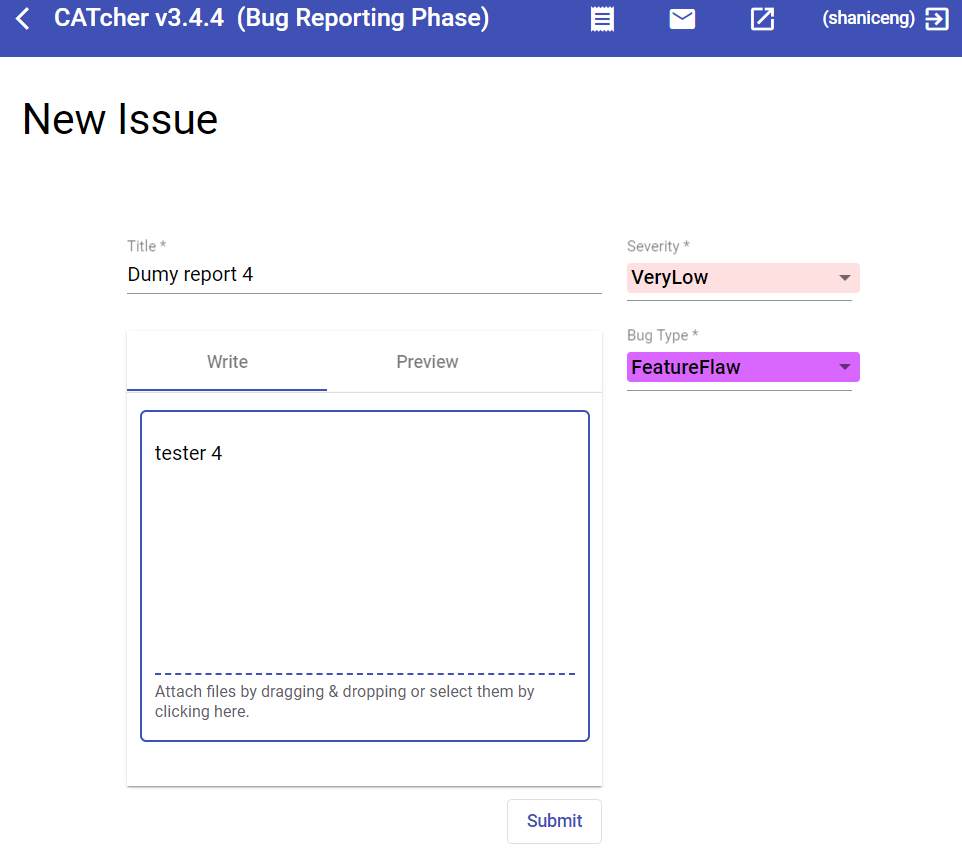 CATcher v3.4.4 (Bug Reporting Phase) (shaniceng)
New Issue
Title *
Dumy report 4
Severity *
VeryLow
Bug Type *
FeatureFlaw
Write Preview
tester 4
Attach files by dragging & dropping or select them by
clicking here.
Submit